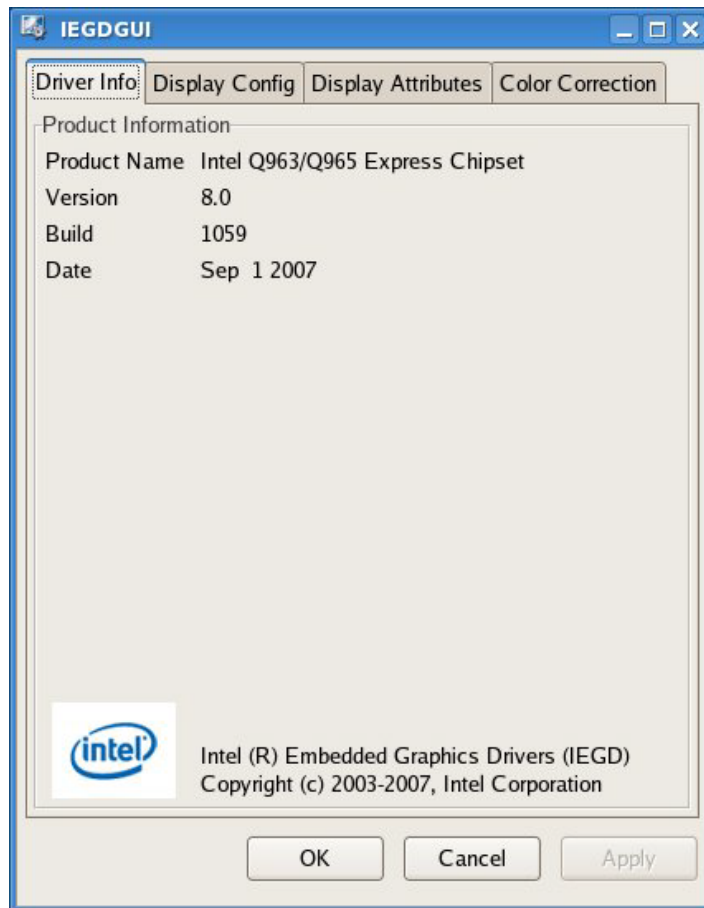 IEGDGUI
Driver Info Display Config Display Attributes Color Correction
Product Information
Product Name Intel Q963/Q965 Express Chipset
Version 8.0
Build 1059
Date Sep 1 2007
intel
Intel (R) Embedded Graphics Drivers (IEGD)
Copyright (c) 2003-2007, Intel Corporation
OK Cancel Apply